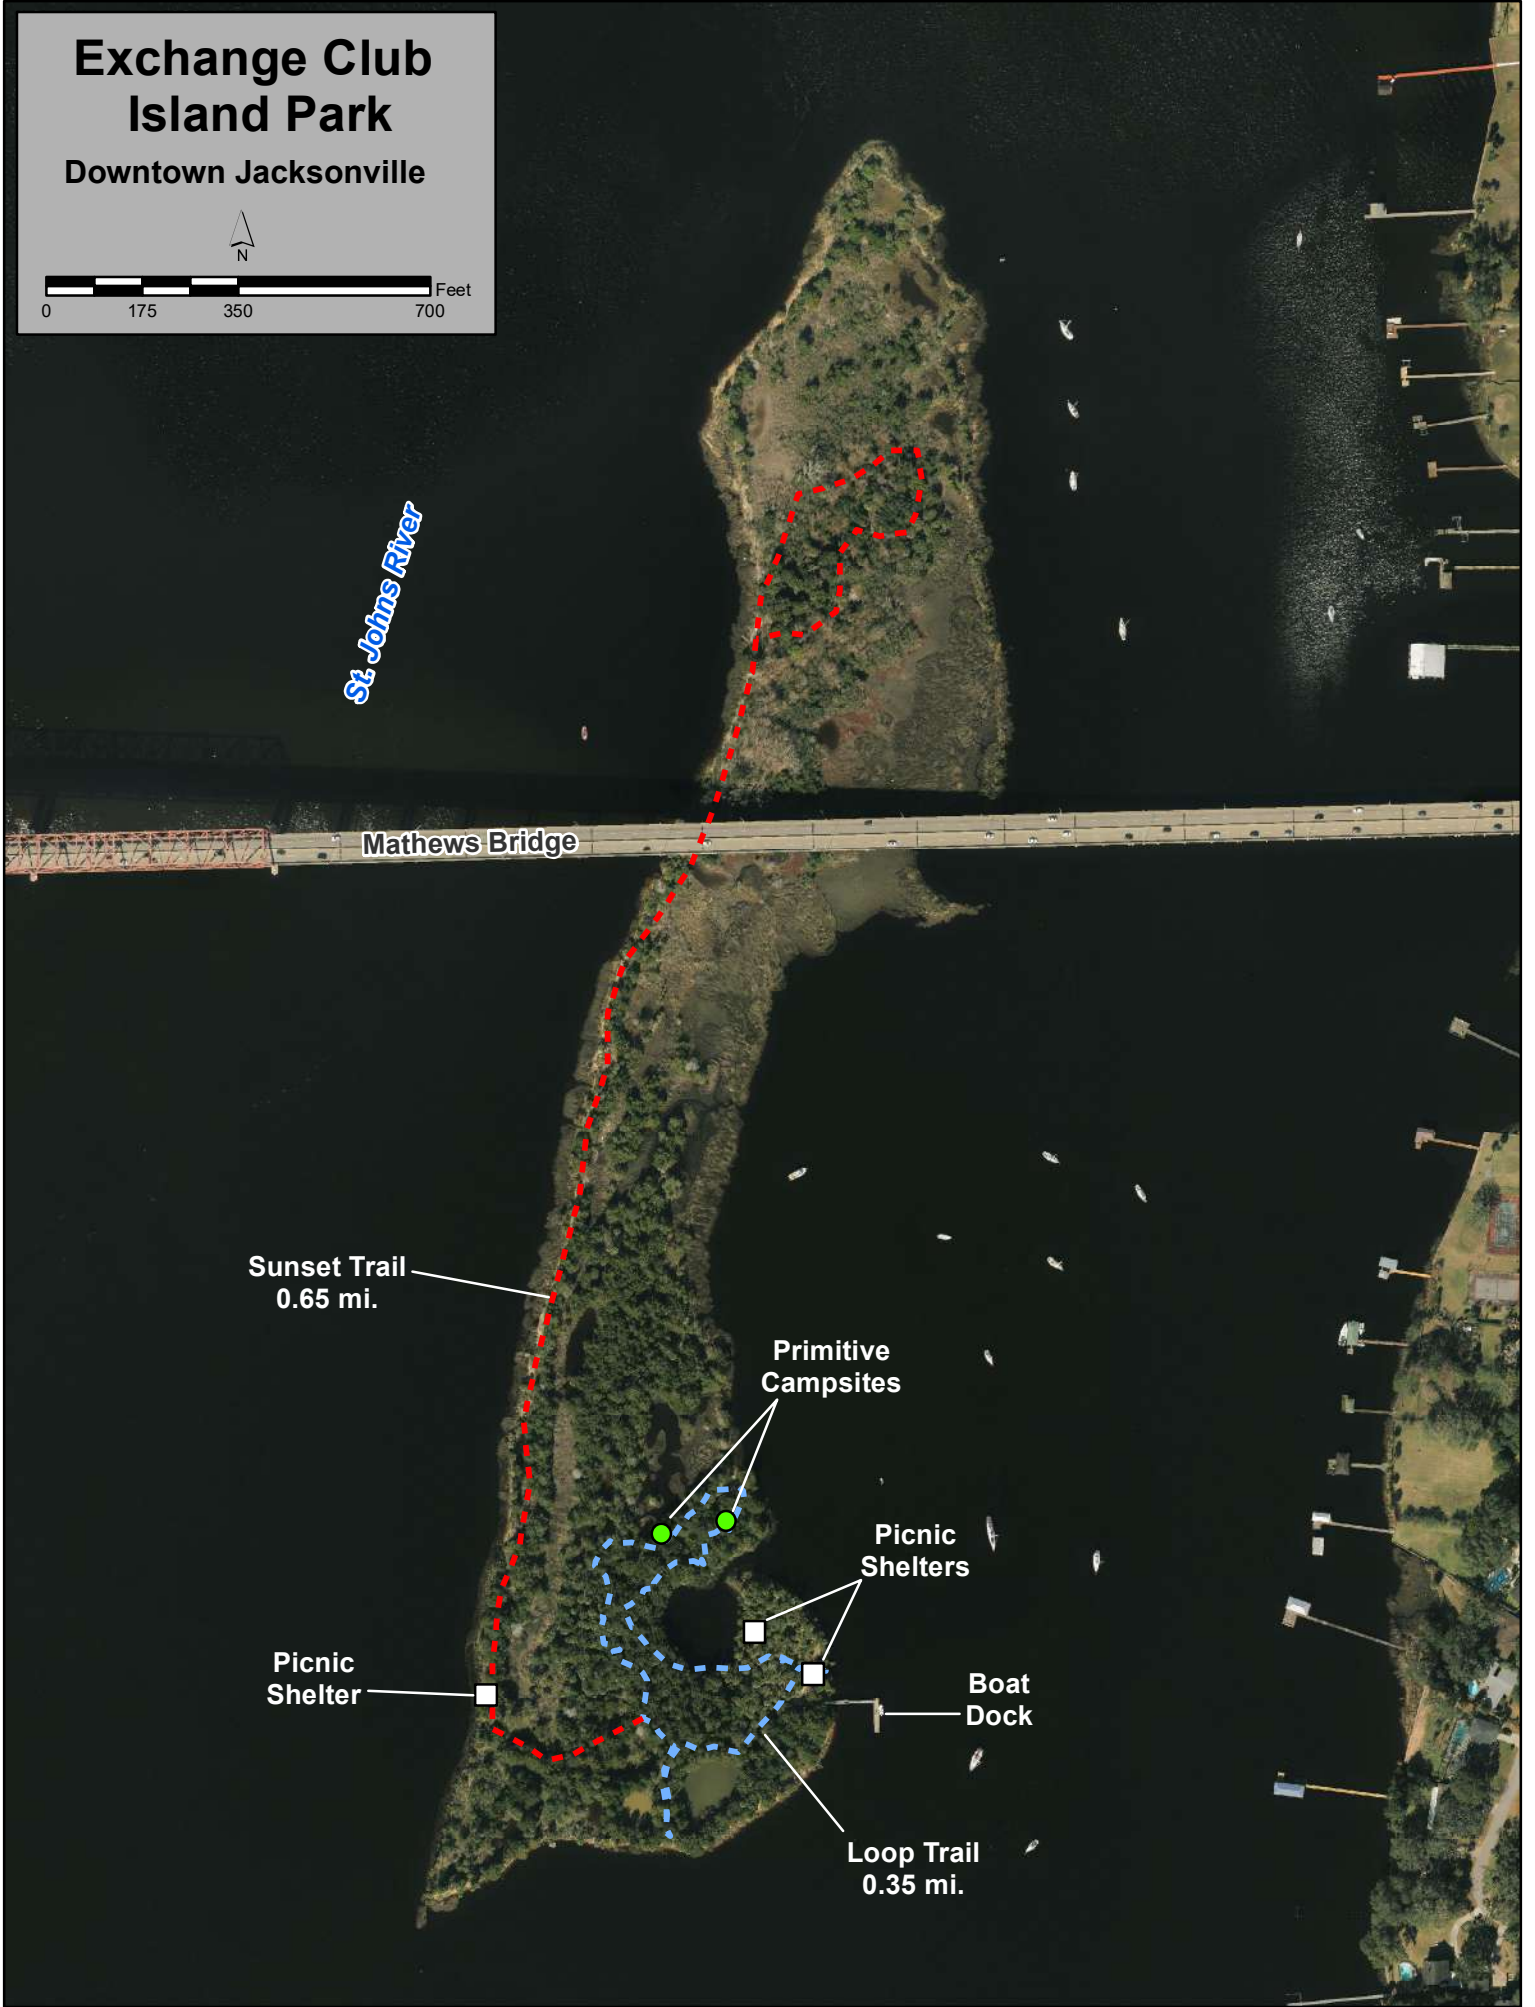 Exchange Club
Island Park
Downtown Jacksonville
N
Feet
0 175 350 700
St. Johns River
Mathews Bridge
Sunset Trail
0.65 mi.
Primitive
Campsites
Picnic
Shelters
Picnic
Shelter
Boat
Dock
Loop Trail
0.35 mi.